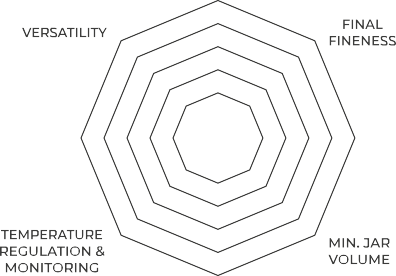 VERSATILITY
FINAL
FINENESS
TEMPERATURE
REGULATION &
MONITORING
MIN. JAR
VOLUME